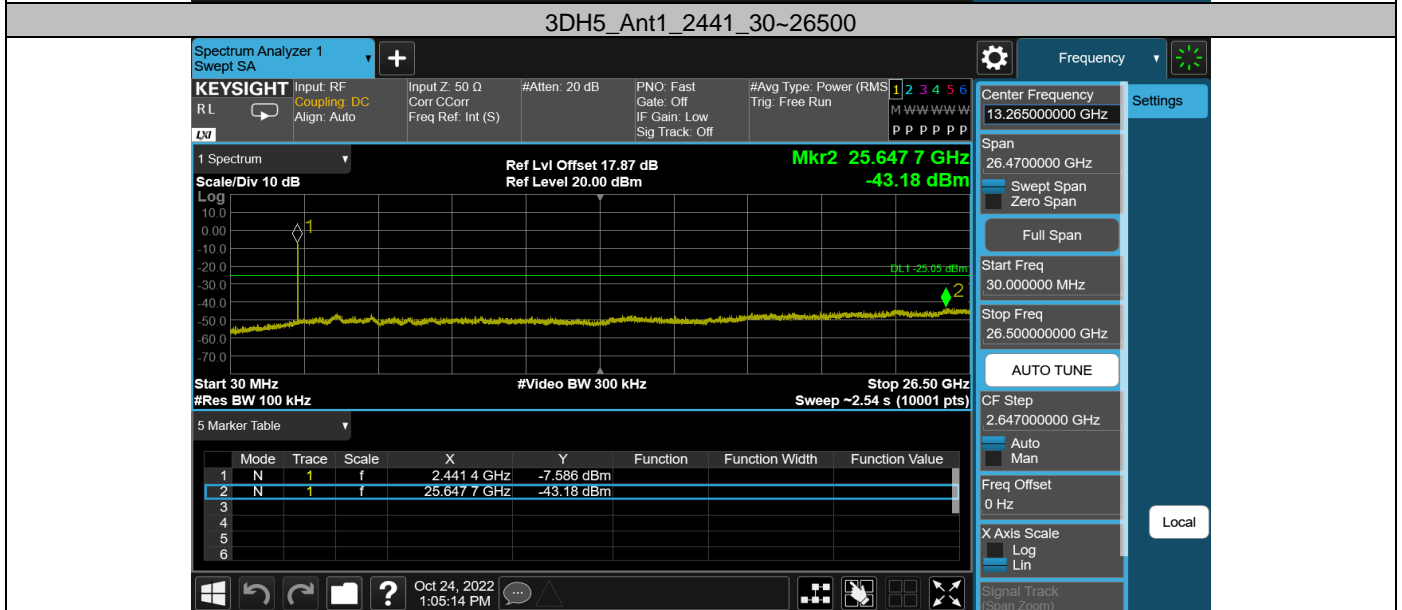 3DH5_Ant1_2441_30~26500
Spectrum Analyzer 1
Swept SA
+
Frequency
KEYSIGHT
RL
LXI
Input: RF
Coupling: DC
Align: Auto
Input Z: 50 Ω
Corr CCorr
Freq Ref: Int (S)
#Atten: 20 dB
PNO: Fast
Gate: Off
IF Gain: Low
Sig Track: Off
#Avg Type: Power (RMS
Trig: Free Run
1 2 3 4 5 6
M W W W W W
P P P P P P
Center Frequency
13.265000000 GHz
Settings
Span
26.4700000 GHz
Swept Span
Zero Span
Full Span
Start Freq
30.000000 MHz
Stop Freq
26.500000000 GHz
AUTO TUNE
CF Step
2.647000000 GHz
Auto
Man
Freq Offset
0 Hz
X Axis Scale
Log
Lin
Signal Track
(Span Zoom)
Local
1 Spectrum
Scale/Div 10 dB
Ref Lvl Offset 17.87 dB
Ref Level 20.00 dBm
Mkr2 25.647 7 GHz
-43.18 dBm
Log
10.0
0.00
-10.0
-20.0
-30.0
-40.0
-50.0
-60.0
-70.0
1
DL1 -25.05 dBm
2
Start 30 MHz
#Video BW 300 kHz
Stop 26.50 GHz
#Res BW 100 kHz
Sweep ~2.54 s (10001 pts)
5 Marker Table
Mode Trace Scale X Y Function Function Width Function Value
1 N 1 f 2.441 4 GHz -7.586 dBm
2 N 1 f 25.647 7 GHz -43.18 dBm
3
4
5
6
?
Oct 24, 2022
1:05:14 PM